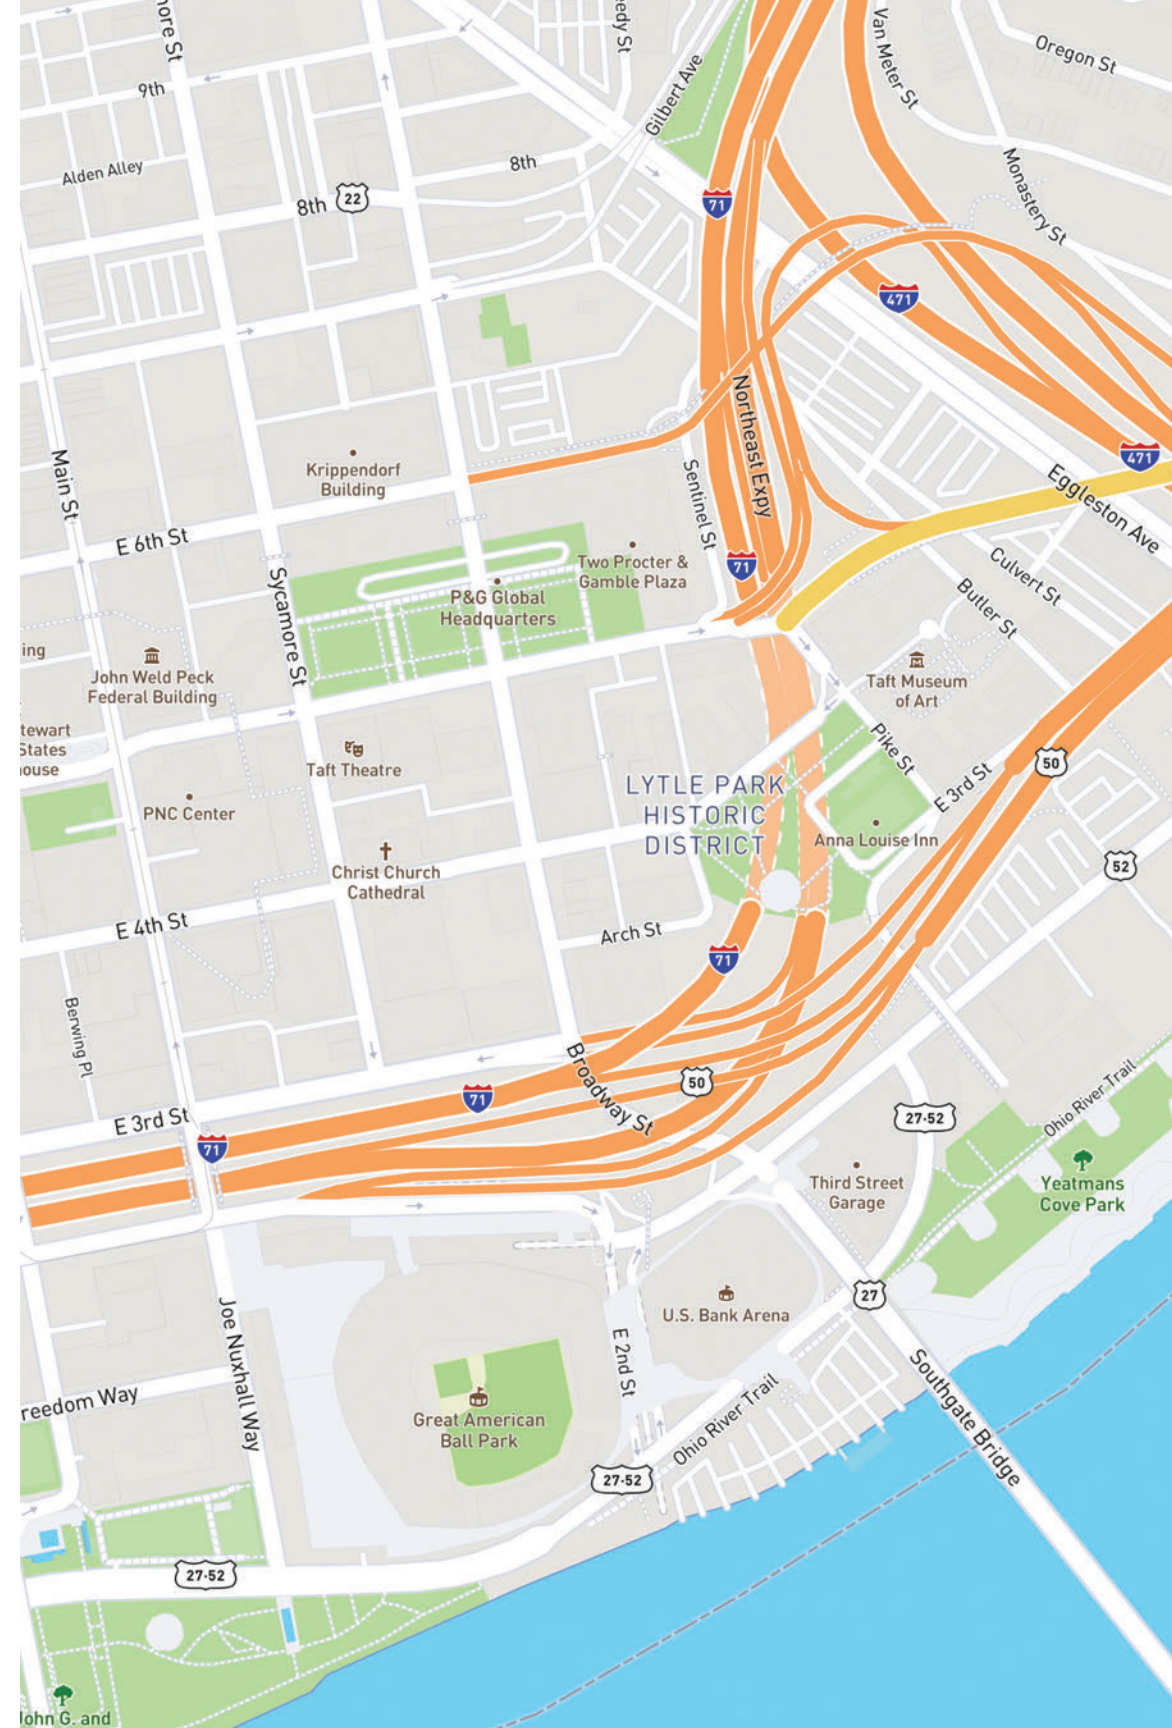 nore St
eedy St
Van Meter St
Oregon St
9th
Gilbert Ave
Alden Alley
8th
Monastery St
8th
22
71
471
Northeast Expy
Main St
Krippendorf
Building
Sentinel St
471
Eggleston Ave
E 6th St
Two Procter &
Gamble Plaza
71
Culvert St
Sycamore St
P&G Global
Headquarters
Butler St
ing
John Weld Peck
Federal Building
Taft Museum
of Art
tewart
States
ouse
Taft Theatre
Pike St
50
PNC Center
LYTLE PARK
HISTORIC
DISTRICT
E 3rd St
Anna Louise Inn
Christ Church
Cathedral
52
E 4th St
Arch St
71
Berwing Pl
Broadway St
50
71
E 3rd St
71
27-52
Ohio River Trail
Third Street
Garage
Yeatmans
Cove Park
27
Joe Nuxhall Way
U.S. Bank Arena
E 2nd St
Southgate Bridge
reedom Way
Great American
Ball Park
Ohio River Trail
27-52
27-52
John G. and